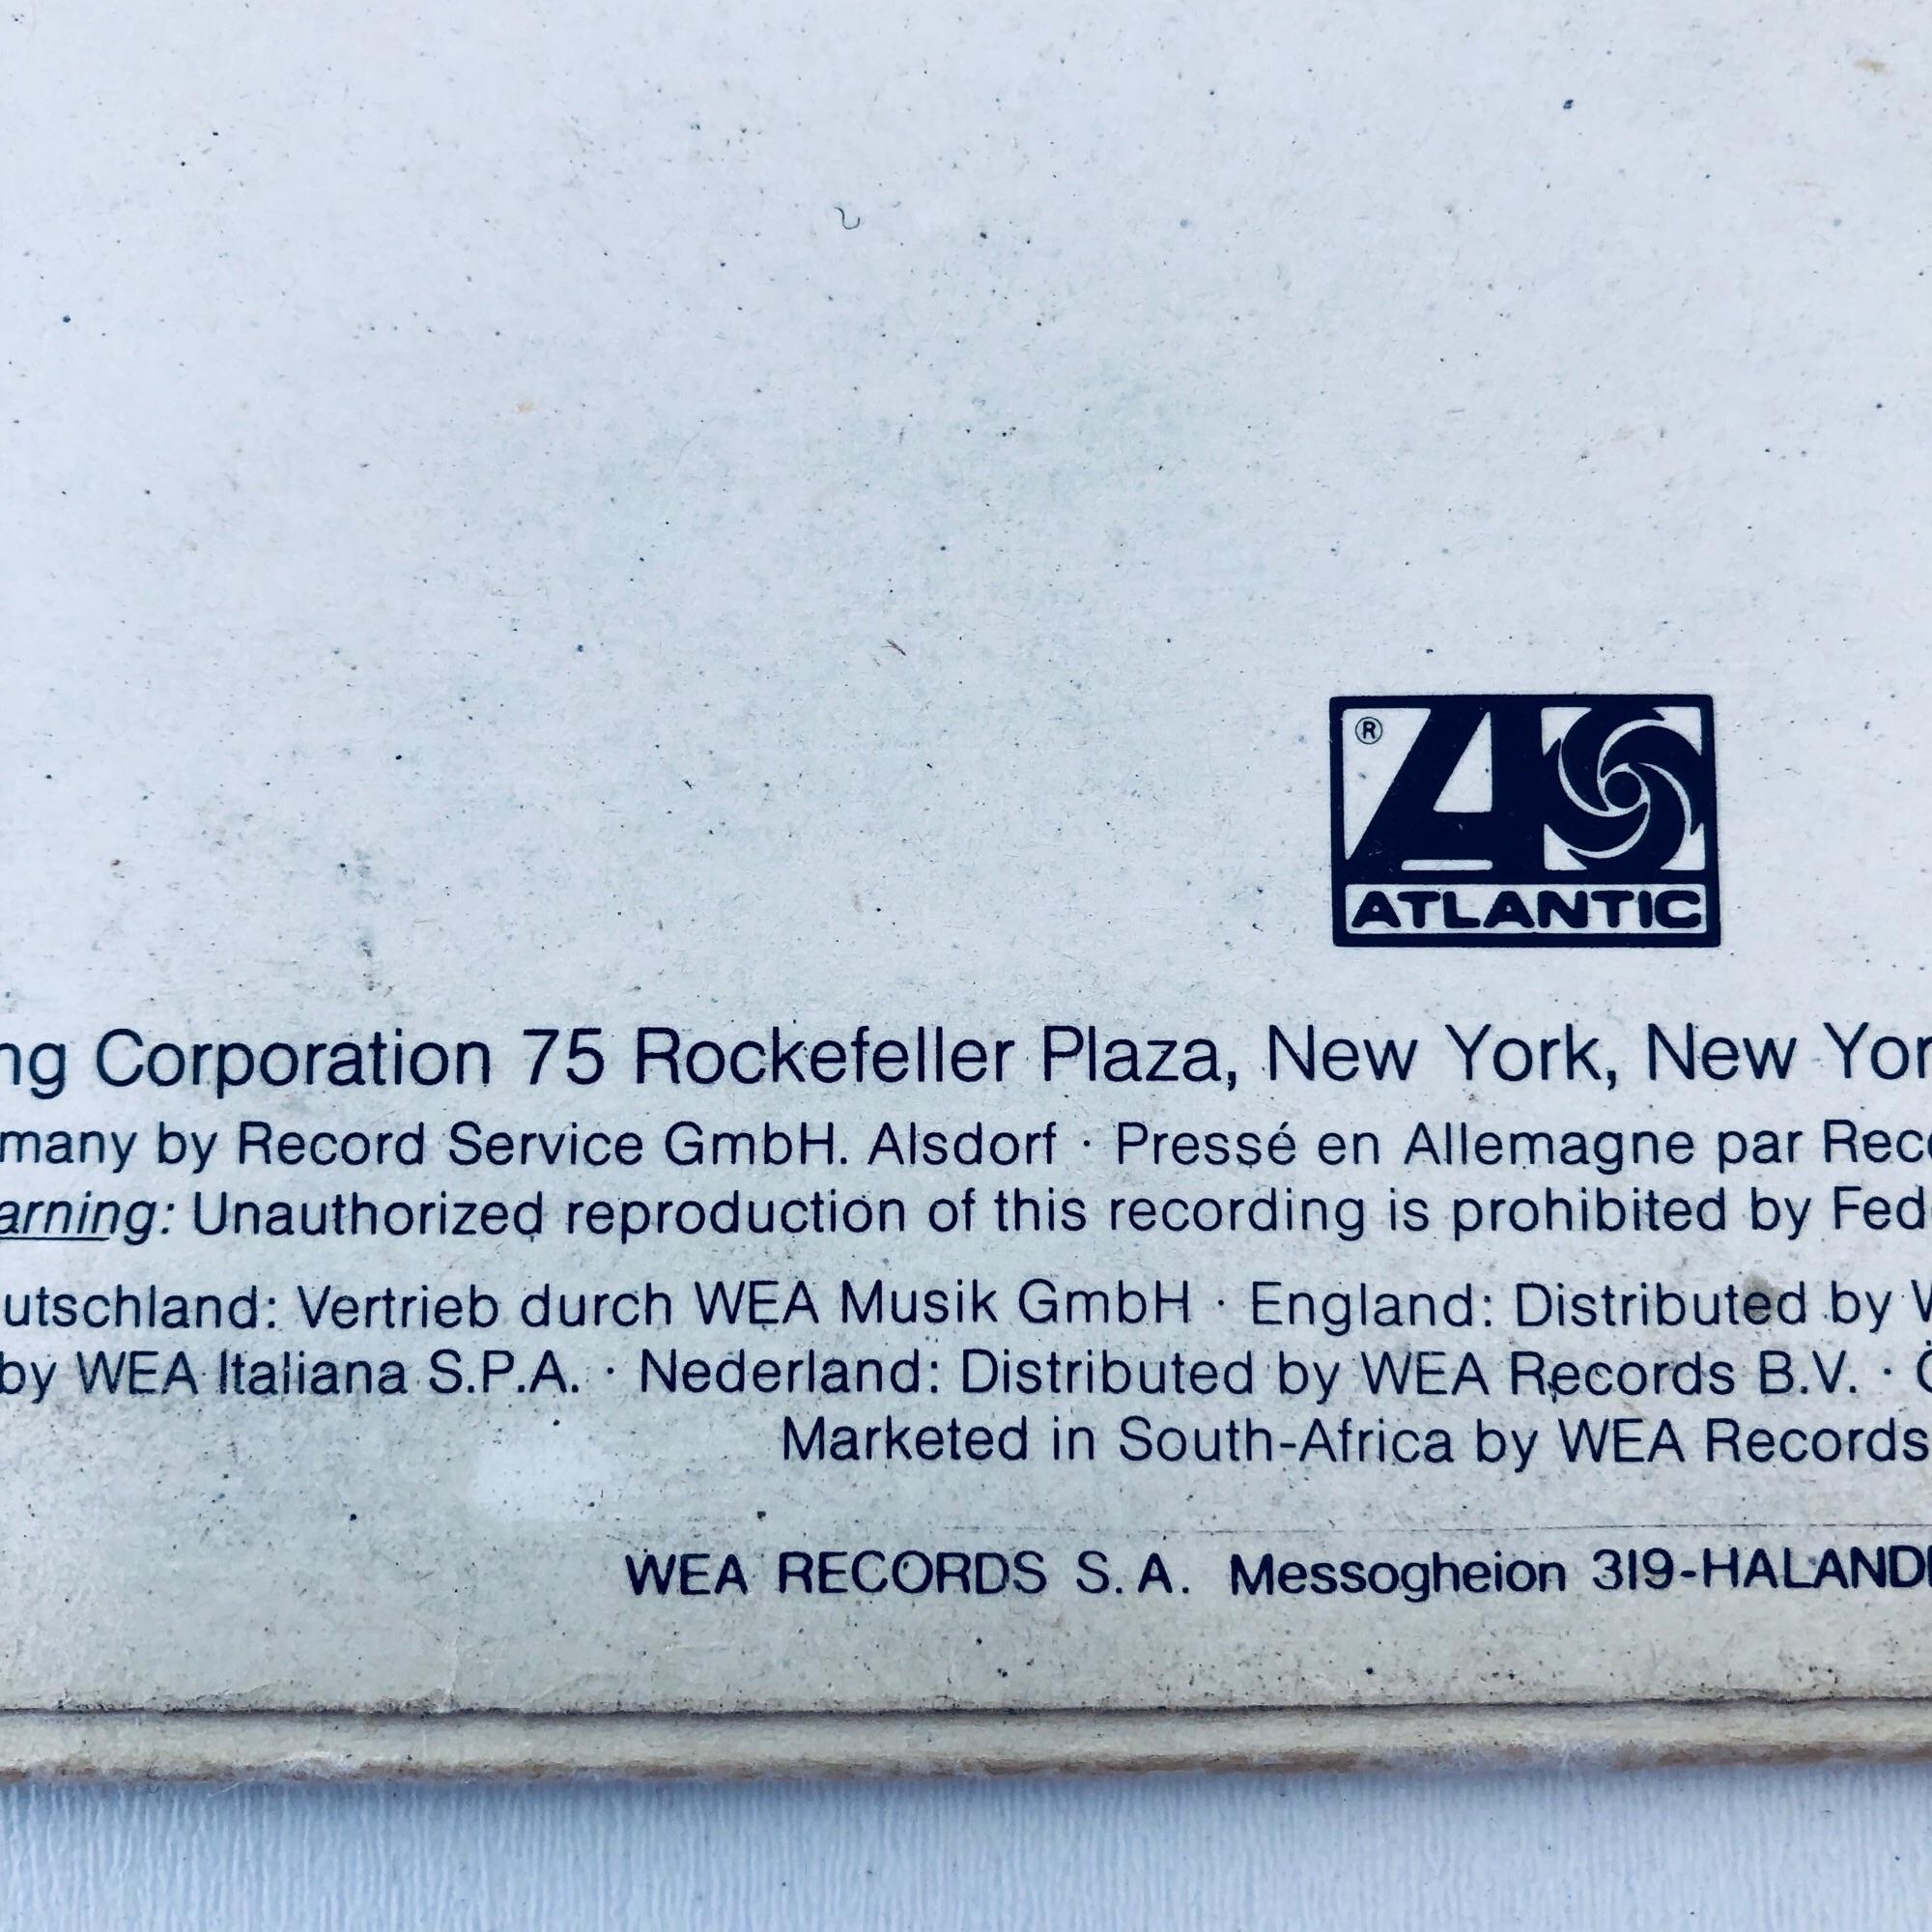 ®
ATLANTIC
ng Corporation 75 Rockefeller Plaza, New York, New Yor
many by Record Service GmbH. Alsdorf · Pressé en Allemagne par Reco
arning: Unauthorized reproduction of this recording is prohibited by Fed
utschland: Vertrieb durch WEA Musik GmbH · England: Distributed by W
by WEA Italiana S.P.A. · Nederland: Distributed by WEA Records B.V. · Ö
Marketed in South-Africa by WEA Records
WEA RECORDS S.A. Messogheion 319-HALAND